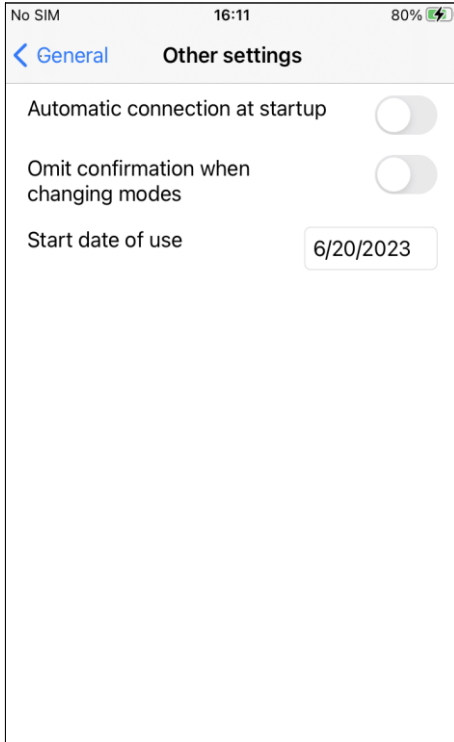 No SIM 16:11 80%
General Other settings
Automatic connection at startup
Omit confirmation when
changing modes
Start date of use 6/20/2023